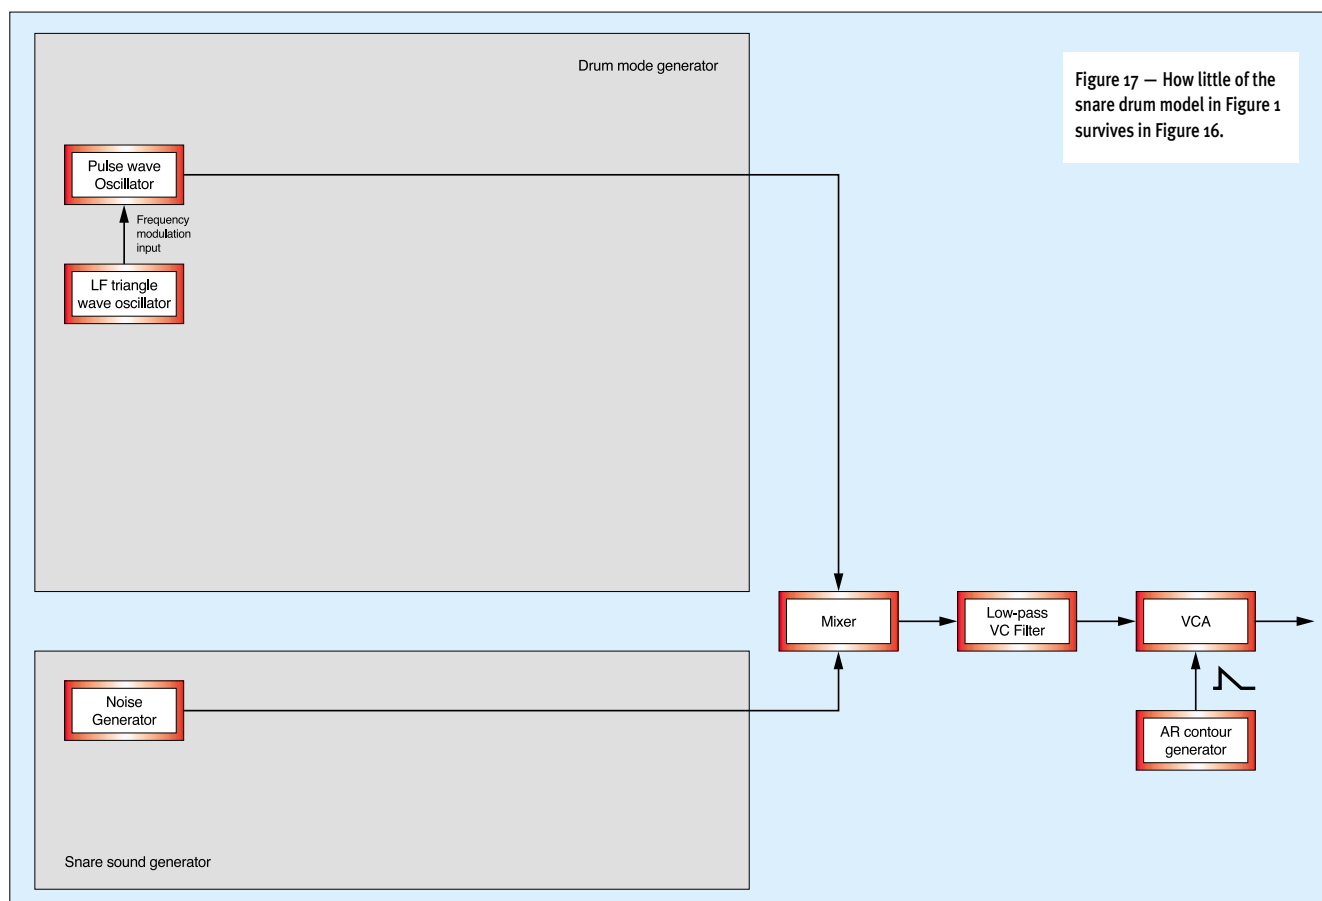 Drum mode generator
Figure 17 — How little of the
snare drum model in Figure 1
survives in Figure 16.
Pulse wave
Oscillator
Frequency
modulation
input
LF triangle
wave oscillator
Mixer
Low-pass
VC Filter
VCA
Noise
Generator
AR contour
generator
Snare sound generator